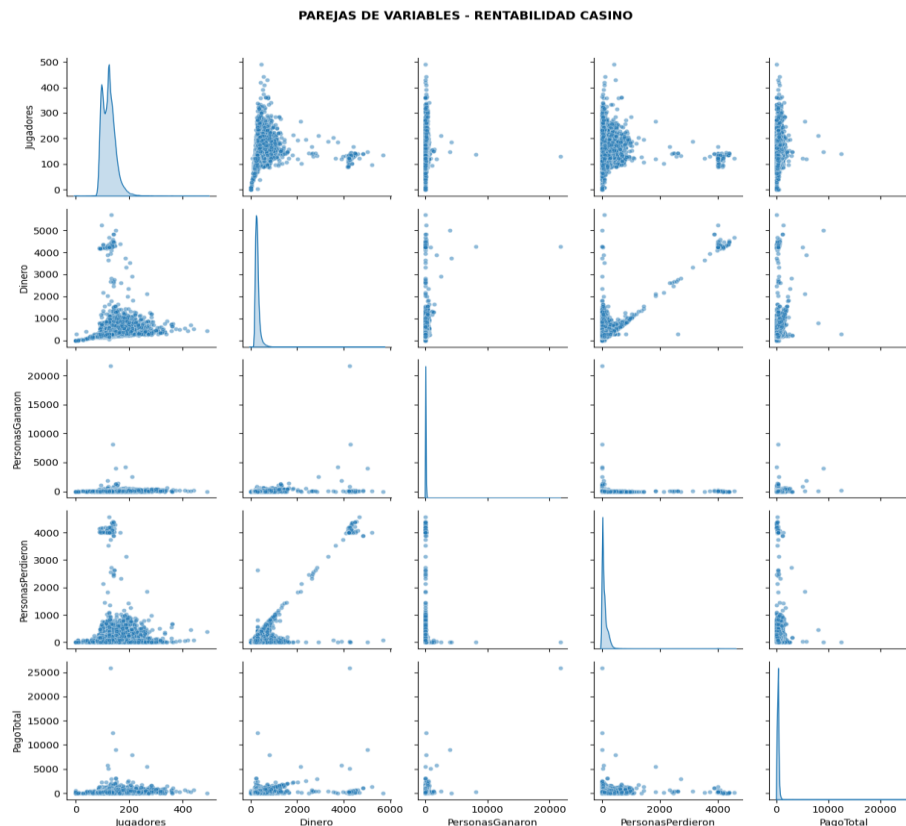 PAREJAS DE VARIABLES - RENTABILIDAD CASINO
500
400
300
200
100
0
Jugadores
5000
4000
3000
2000
1000
0
Dinero
20000
15000
10000
5000
0
PersonasGanaron
4000
3000
2000
1000
0
PersonasPerdieron
25000
20000
15000
10000
5000
0
PagoTotal
0 200 400
0 2000 4000 6000
0 10000 20000
0 2000 4000
0 10000 20000
Jugadores Dinero PersonasGanaron PersonasPerdieron PagoTotal